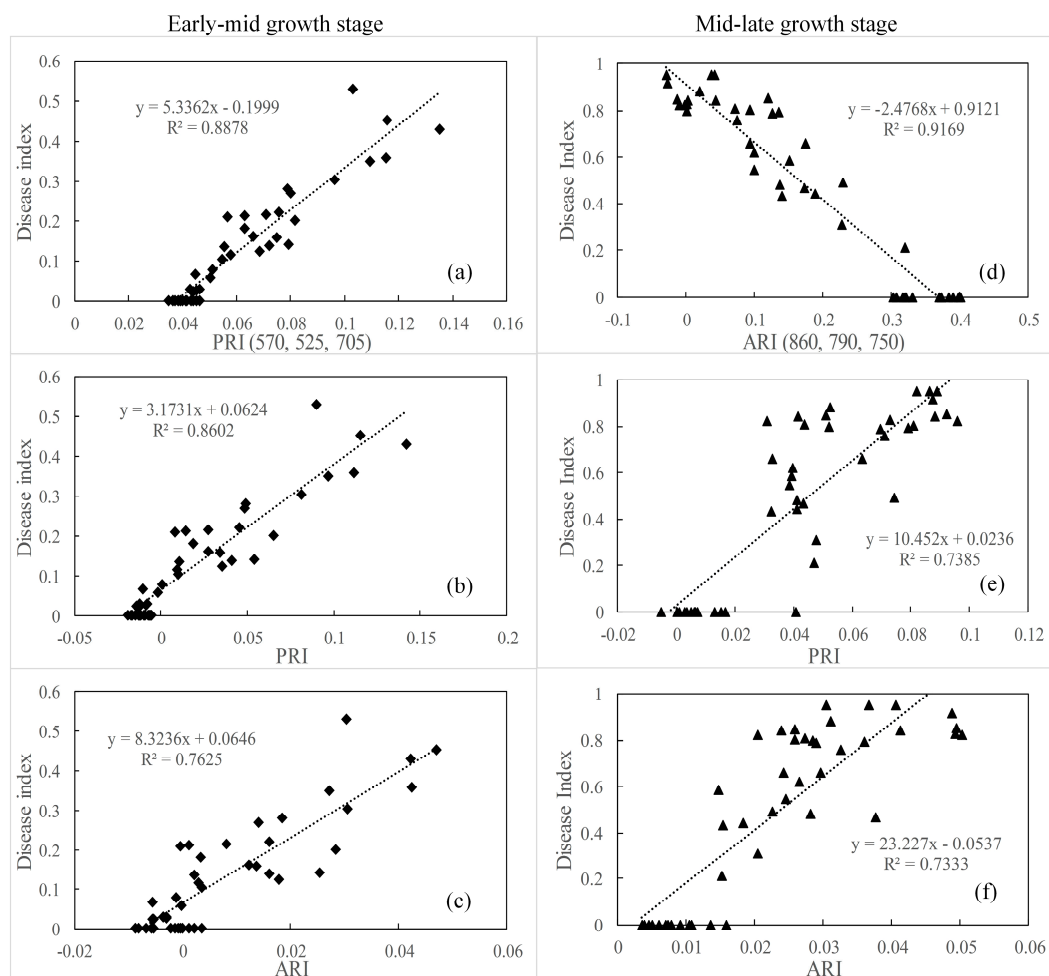 Early-mid growth stage
Mid-late growth stage
0.6
0.5
0.4
0.3
0.2
0.1
0
Disease index
y = 5.3362x - 0.1999
R² = 0.8878
(a)
0
0.02
0.04
0.06
0.08
0.1
0.12
0.14
0.16
PRI (570, 525, 705)
1
0.8
0.6
0.4
0.2
0
Disease Index
y = -2.4768x + 0.9121
R² = 0.9169
(d)
-0.1
0
0.1
0.2
0.3
0.4
0.5
ARI (860, 790, 750)
0.6
0.5
0.4
0.3
0.2
0.1
0
Disease index
y = 3.1731x + 0.0624
R² = 0.8602
(b)
-0.05
0
0.05
0.1
0.15
0.2
PRI
1
0.8
0.6
0.4
0.2
0
Disease Index
y = 10.452x + 0.0236
R² = 0.7385
(e)
-0.02
0
0.02
0.04
0.06
0.08
0.1
0.12
PRI
0.6
0.5
0.4
0.3
0.2
0.1
0
Disease index
y = 8.3236x + 0.0646
R² = 0.7625
(c)
-0.02
0
0.02
0.04
0.06
ARI
1
0.8
0.6
0.4
0.2
0
Disease Index
y = 23.227x - 0.0537
R² = 0.7333
(f)
0
0.01
0.02
0.03
0.04
0.05
0.06
ARI